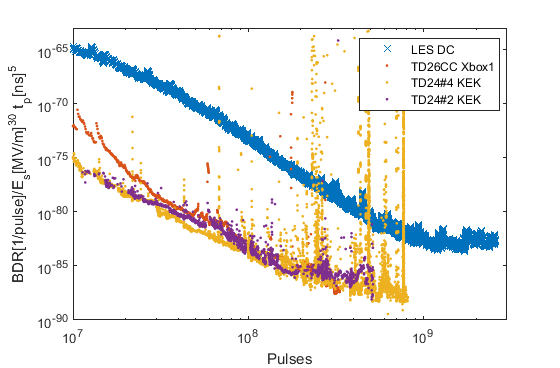 10^-65
10^-70
10^-75
10^-80
10^-85
10^-90
BDR[1/pulse]/E_s[MV/m]^30 t_p[ns]^5
LES DC
TD26CC Xbox1
TD24#4 KEK
TD24#2 KEK
10^7
10^8
10^9
Pulses